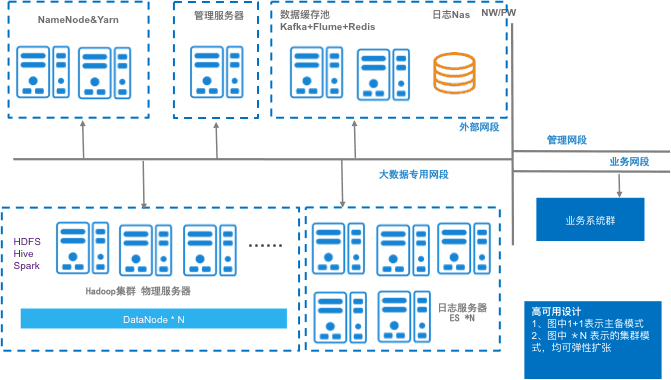 NameNode&Yarn
管理服务器
数据缓存池
Kafka+Flume+Redis
日志Nas
NW/FW
外部网段
管理网段
业务网段
大数据专用网段
业务系统群
HDFS
Hive
Spark
······
Hadoop集群 物理服务器
DataNode * N
日志服务器
ES *N
高可用设计
1、图中1+1表示主备模式
2、图中 *N 表示的集群模
式，均可弹性扩张